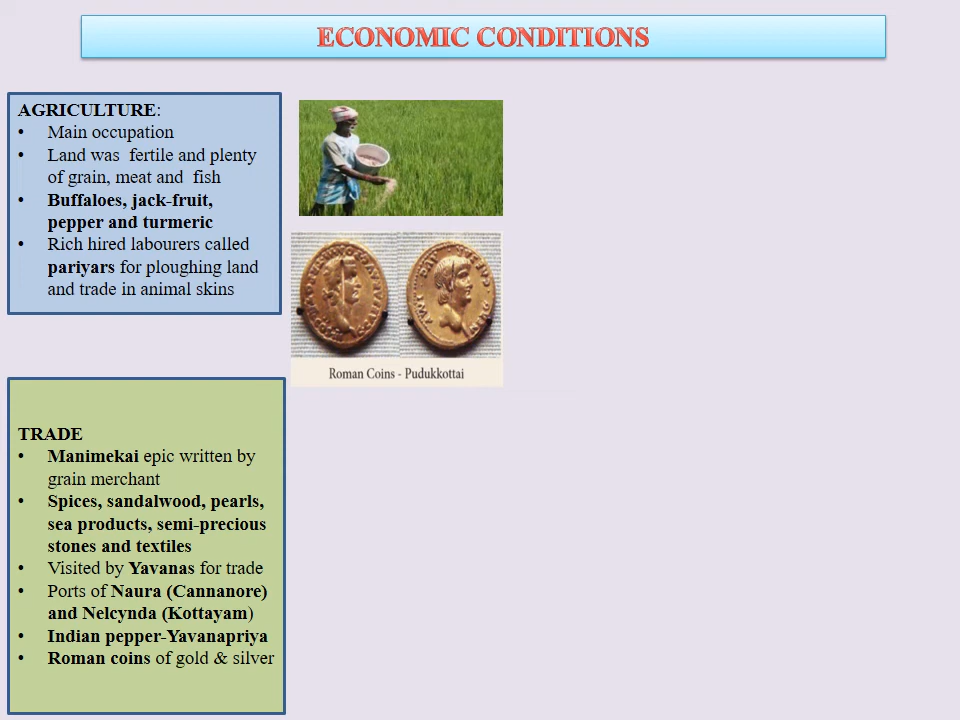 ECONOMIC CONDITIONS
AGRICULTURE:
• Main occupation
• Land was fertile and plenty
of grain, meat and fish
• Buffaloes, jack-fruit,
pepper and turmeric
• Rich hired labourers called
pariyars for ploughing land
and trade in animal skins
Roman Coins - Pudukkottai
TRADE
• Manimekai epic written by
grain merchant
• Spices, sandalwood, pearls,
sea products, semi-precious
stones and textiles
• Visited by Yavanas for trade
• Ports of Naura (Cannanore)
and Nelcynda (Kottayam)
• Indian pepper-Yavanapriya
• Roman coins of gold & silver